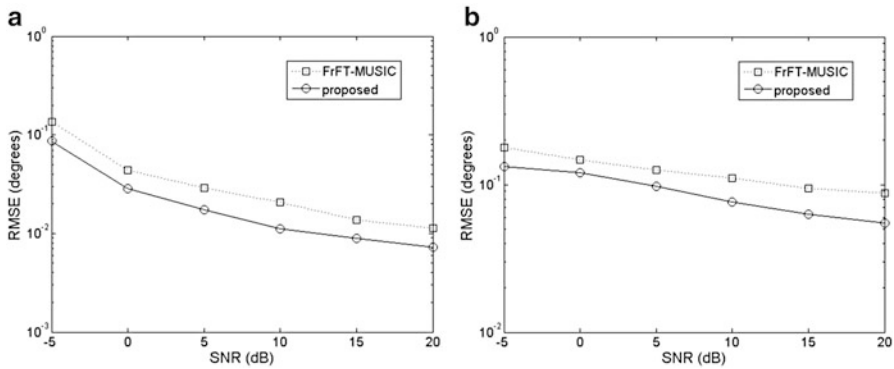 a
10^0
10^-1
10^-2
10^-3
RMSE (degrees)
FrFT-MUSIC
proposed
-5 0 5 10 15 20
SNR (dB)
b
10^0
10^-1
10^-2
RMSE (degrees)
FrFT-MUSIC
proposed
-5 0 5 10 15 20
SNR (dB)